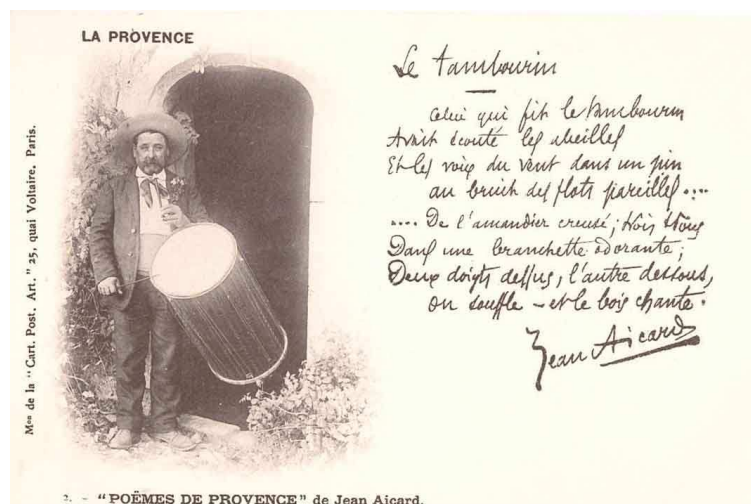 LA PROVENCE
Mon de la "Cart. Post. Art." 25, quai Voltaire, Paris.
Le tambourin
Celui qui fit le tambourin
Avait écouté les abeilles
Et les voix du vent dans un pin
au bruit des flots pareilles ....
.... De l'amandier creusé; trois trous
Dans une branchette odorante;
Deux doigts dessus, l'autre dessous,
on souffle – et le bois chante.
Jean Aicard
2. - "POËMES DE PROVENCE" de Jean Aicard.